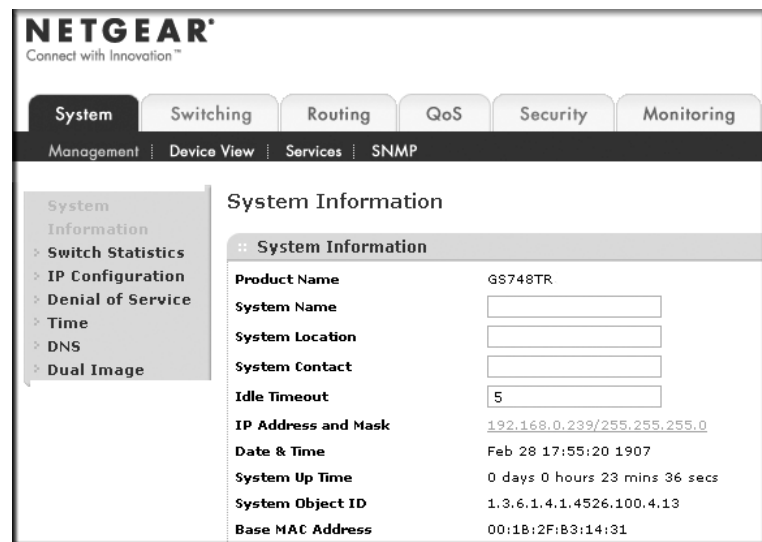 NETGEAR®
Connect with Innovation™
System Switching Routing QoS Security Monitoring
Management Device View Services SNMP
System
Information
Switch Statistics
IP Configuration
Denial of Service
Time
DNS
Dual Image
System Information
System Information
Product Name GS748TR
System Name
System Location
System Contact
Idle Timeout 5
IP Address and Mask 192.168.0.239/255.255.255.0
Date & Time Feb 28 17:55:20 1907
System Up Time 0 days 0 hours 23 mins 36 secs
System Object ID 1.3.6.1.4.1.4526.100.4.13
Base MAC Address 00:1B:2F:B3:14:31